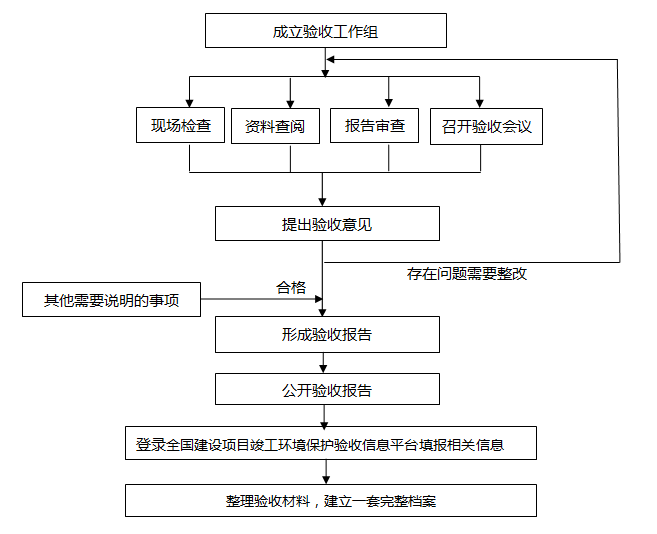 成立验收工作组
现场检查
资料查阅
报告审查
召开验收会议
提出验收意见
存在问题需要整改
合格
其他需要说明的事项
形成验收报告
公开验收报告
登录全国建设项目竣工环境保护验收信息平台填报相关信息
整理验收材料，建立一套完整档案